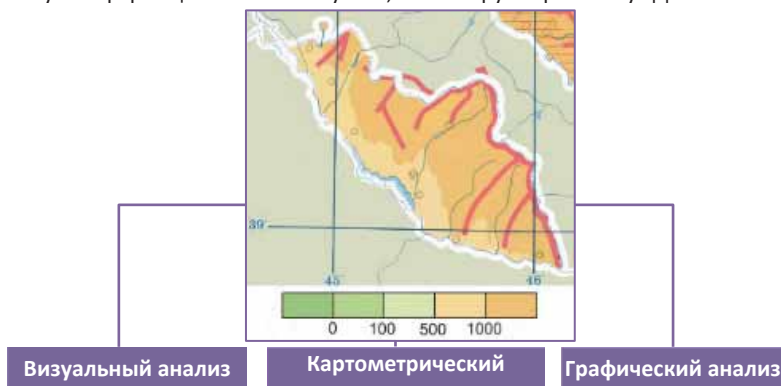 39°
45°
46°
0 100 500 1000
Визуальный анализ
Картометрический
Графический анализ